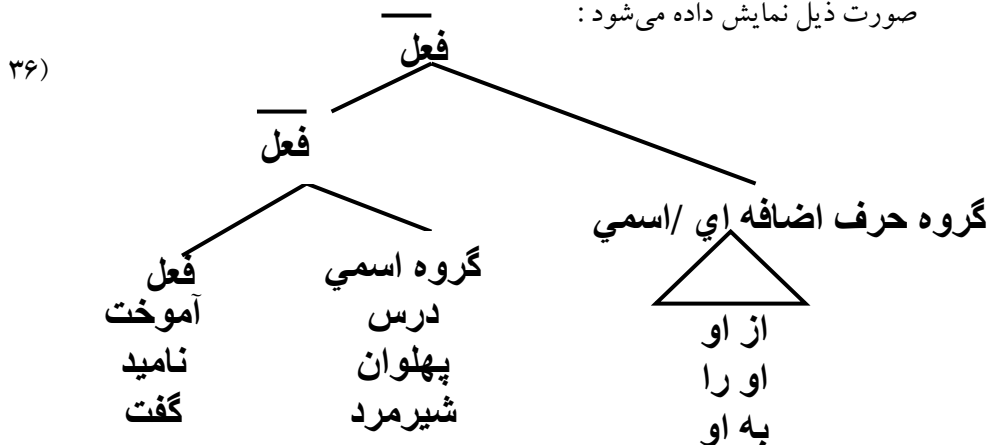 صورت ذیل نمایش داده می‌شود :
۳۶)
فعل
فعل
گروه حرف اضافه اي /اسمي
گروه اسمي
فعل
از او
درس
آموخت
او را
پهلوان
ناميد
به او
شيرمرد
گفت